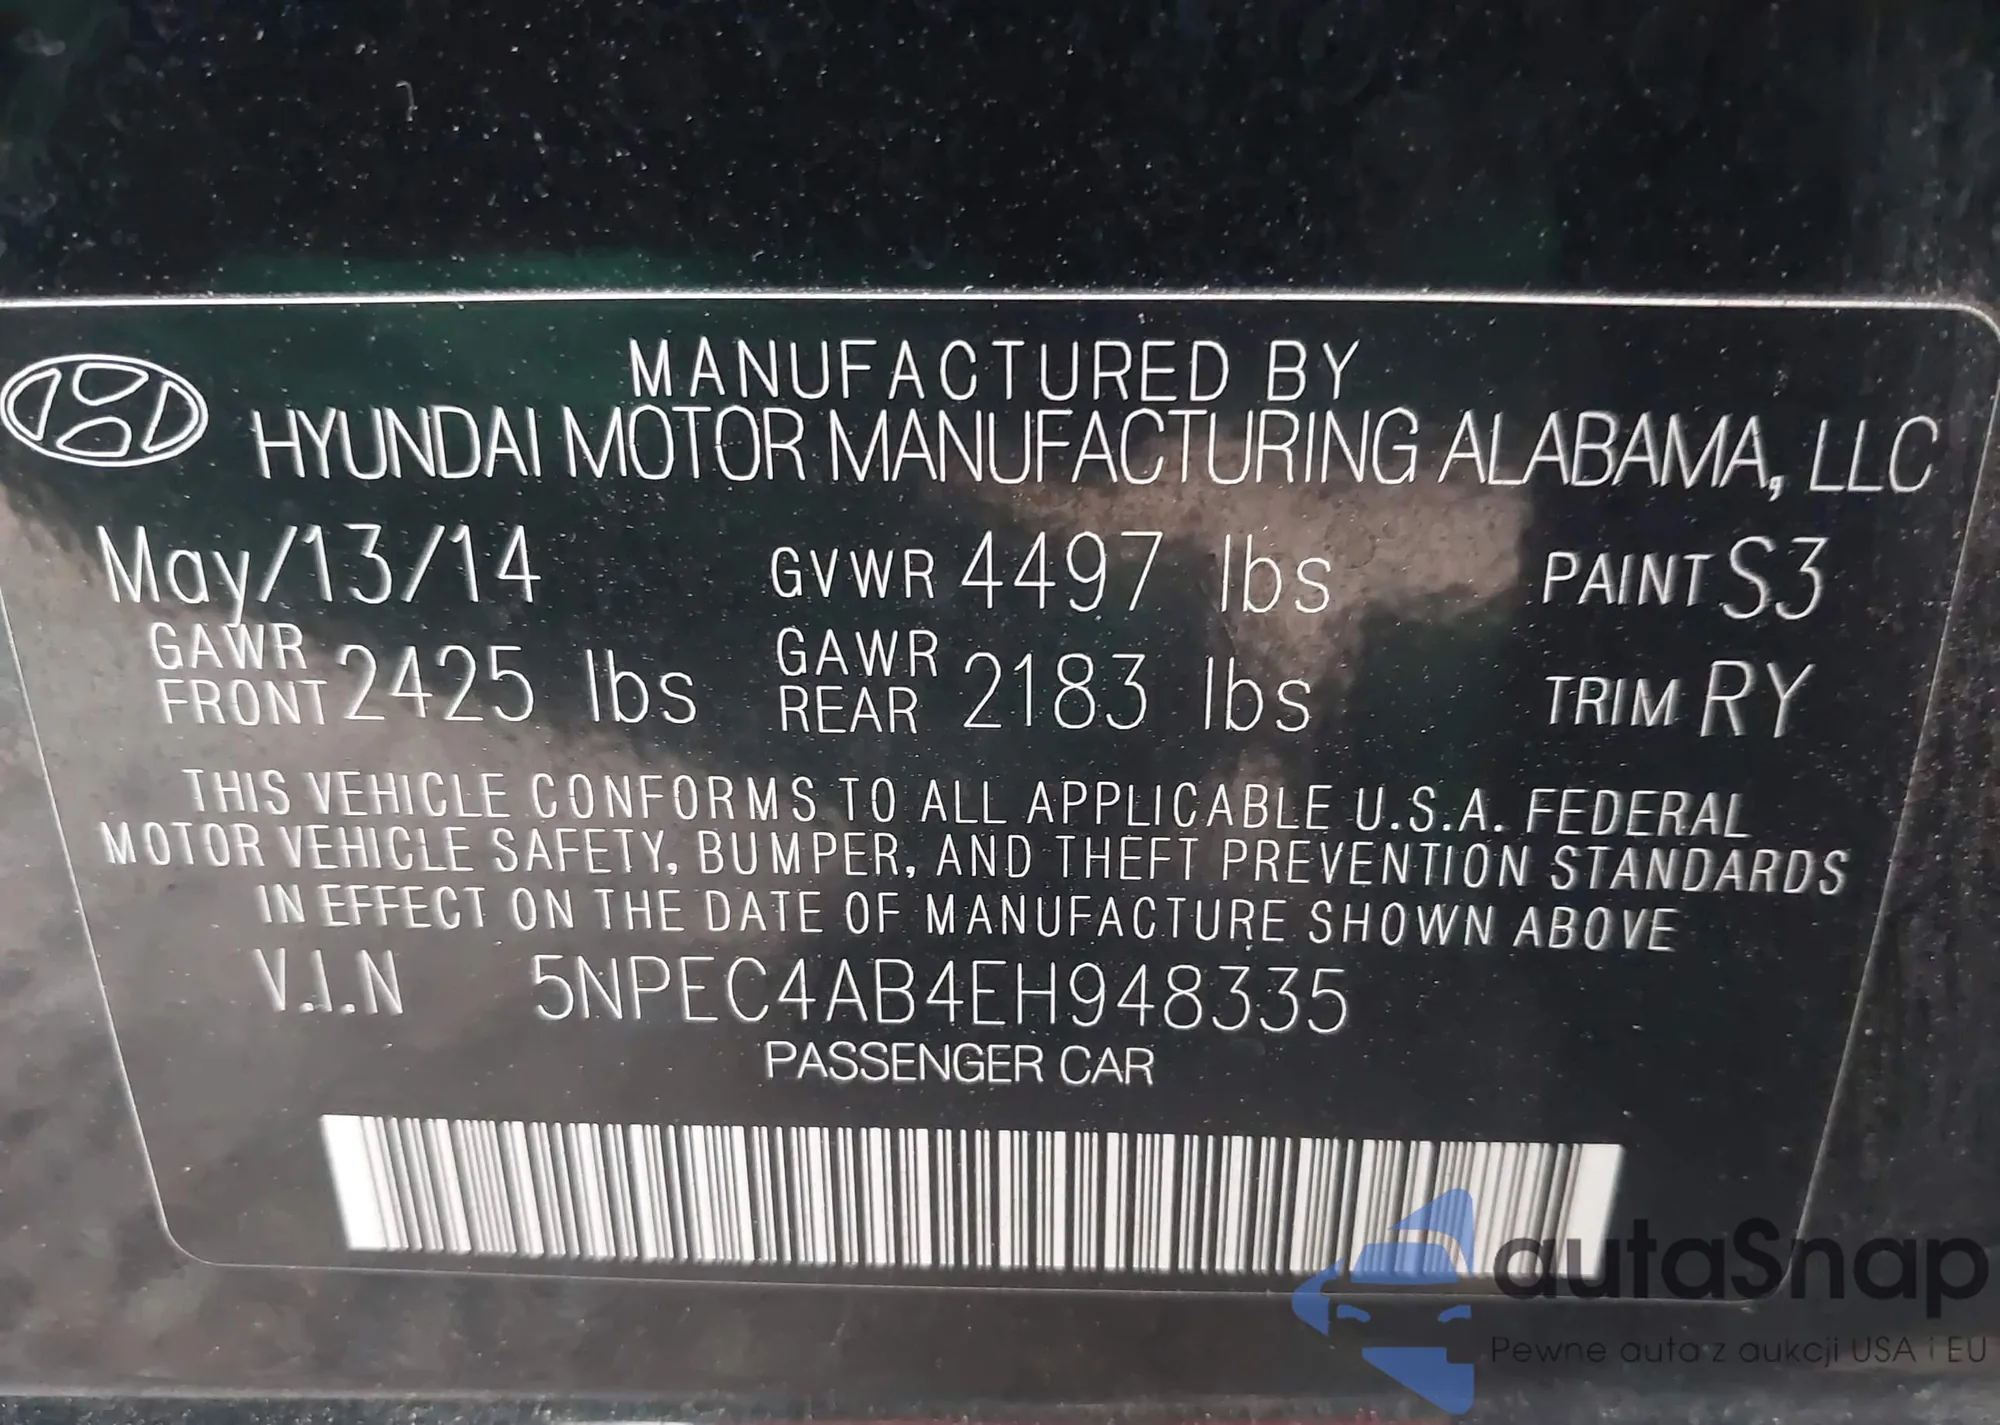 MANUFACTURED BY
HYUNDAI MOTOR MANUFACTURING ALABAMA, LLC
May/13/14 GVWR 4497 lbs PAINT S3
GAWR FRONT 2425 lbs GAWR REAR 2183 lbs TRIM RY
THIS VEHICLE CONFORMS TO ALL APPLICABLE U.S.A. FEDERAL
MOTOR VEHICLE SAFETY, BUMPER, AND THEFT PREVENTION STANDARDS
IN EFFECT ON THE DATE OF MANUFACTURE SHOWN ABOVE
V.I.N 5NPEC4AB4EH948335
PASSENGER CAR
autaSnap
Pewne auta z aukcji USA i EU